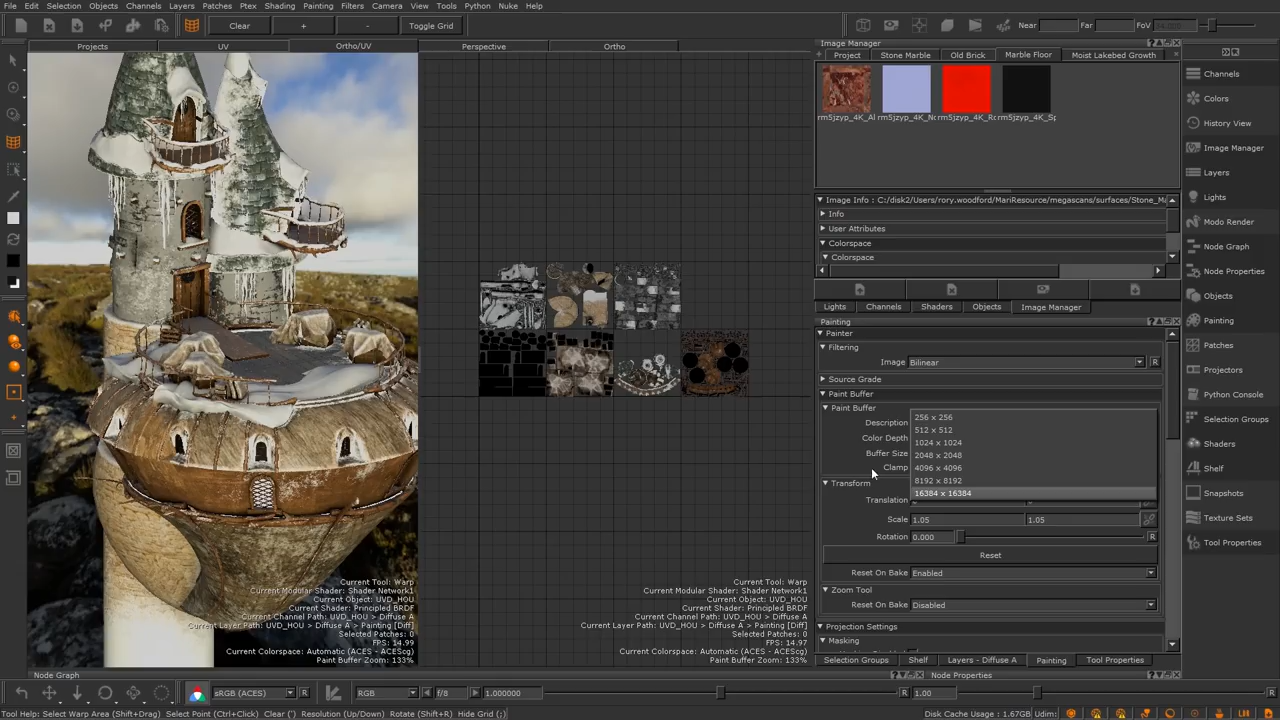 File Edit Selection Objects Channels Layers Patches Ptex Shading Painting Filters Camera View Tools Python Nuke Help
Clear + - Toggle Grid Near Far FoV
Projects UV Ortho/UV Perspective Ortho
Image Manager
Project Stone Marble Old Brick Marble Floor Moist Lakebed Growth
rm5jzyp_4K_Al rm5jzyp_4K_No rm5jzyp_4K_Ro rm5jzyp_4K_Sp
Image Info : C:/disk2/Users/rory.woodford/MariResource/megascans/surfaces/Stone_Ma
Info
User Attributes
Colorspace
Colorspace
Lights Channels Shaders Objects Image Manager
Painting
Painter
Filtering
Image Bilinear R
Source Grade
Paint Buffer
Paint Buffer
Description
Color Depth
Buffer Size
Clamp
256 x 256
512 x 512
1024 x 1024
2048 x 2048
4096 x 4096
8192 x 8192
16384 x 16384
Transform
Translation
Scale 1.05 1.05
Rotation 0.000 R
Reset
Reset On Bake Enabled
Zoom Tool
Reset On Bake Disabled
Projection Settings
Masking
Selection Groups Shelf Layers - Diffuse A Painting Tool Properties
Channels
Colors
History View
Image Manager
Layers
Lights
Modo Render
Node Graph
Node Properties
Objects
Painting
Patches
Projectors
Python Console
Selection Groups
Shaders
Shelf
Snapshots
Texture Sets
Tool Properties
Current Tool: Warp
Current Modular Shader: Shader Network1
Current Object: UVD_HOU
Current Shader: Principled BRDF
Current Channel Path: UVD_HOU > Diffuse A
Current Layer Path: UVD_HOU > Diffuse A > Painting [Diff]
Selected Patches: 0
FPS: 14.99
Current Colorspace: Automatic (ACES - ACEScg)
Paint Buffer Zoom: 133%
Current Tool: Warp
Current Modular Shader: Shader Network1
Current Object: UVD_HOU
Current Shader: Principled BRDF
Current Channel Path: UVD_HOU > Diffuse A
Current Layer Path: UVD_HOU > Diffuse A > Painting [Diff]
Selected Patches: 0
FPS: 14.97
Current Colorspace: Automatic (ACES - ACEScg)
Paint Buffer Zoom: 133%
Node Graph Node Properties
sRGB (ACES) R RGB f/8 1.000000 R 1.00 R
Tool Help: Select Warp Area (Shift+Drag) Select Point (Ctrl+Click) Clear (') Resolution (Up/Down) Rotate (Shift+R) Hide Grid (;) Disk Cache Usage : 1.67GB Udim: